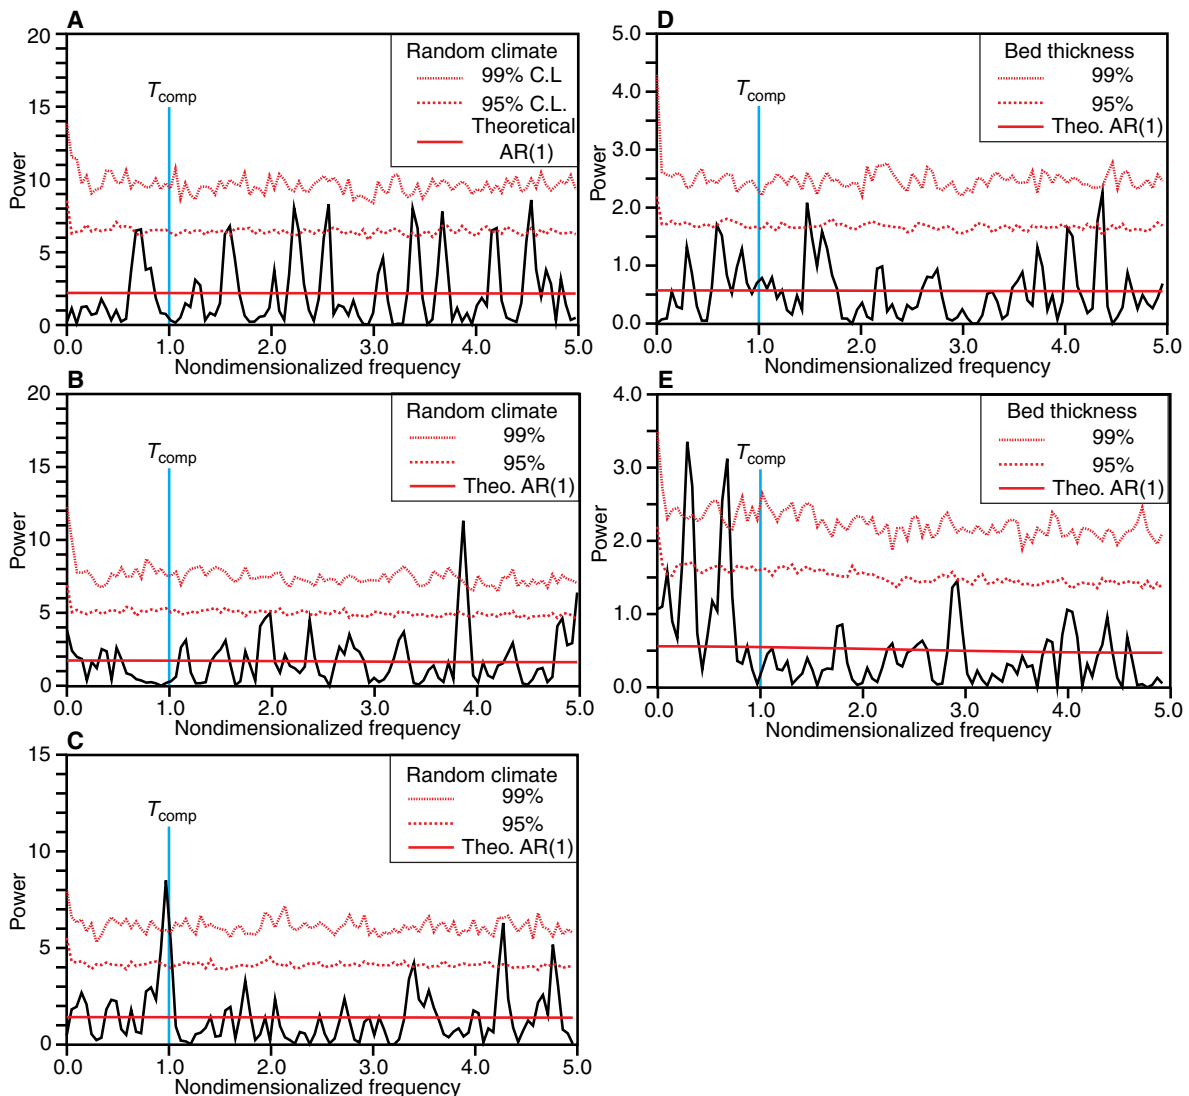 A
20
15
10
5
0
Power
Tcomp
Random climate
99% C.L
95% C.L.
Theoretical
AR(1)
0.0 1.0 2.0 3.0 4.0 5.0
Nondimensionalized frequency
D
5.0
4.0
3.0
2.0
1.0
0.0
Power
Tcomp
Bed thickness
99%
95%
Theo. AR(1)
0.0 1.0 2.0 3.0 4.0 5.0
Nondimensionalized frequency
B
20
15
10
5
0
Power
Tcomp
Random climate
99%
95%
Theo. AR(1)
0.0 1.0 2.0 3.0 4.0 5.0
Nondimensionalized frequency
E
4.0
3.0
2.0
1.0
0.0
Power
Tcomp
Bed thickness
99%
95%
Theo. AR(1)
0.0 1.0 2.0 3.0 4.0 5.0
Nondimensionalized frequency
C
15
10
5
0
Power
Tcomp
Random climate
99%
95%
Theo. AR(1)
0.0 1.0 2.0 3.0 4.0 5.0
Nondimensionalized frequency